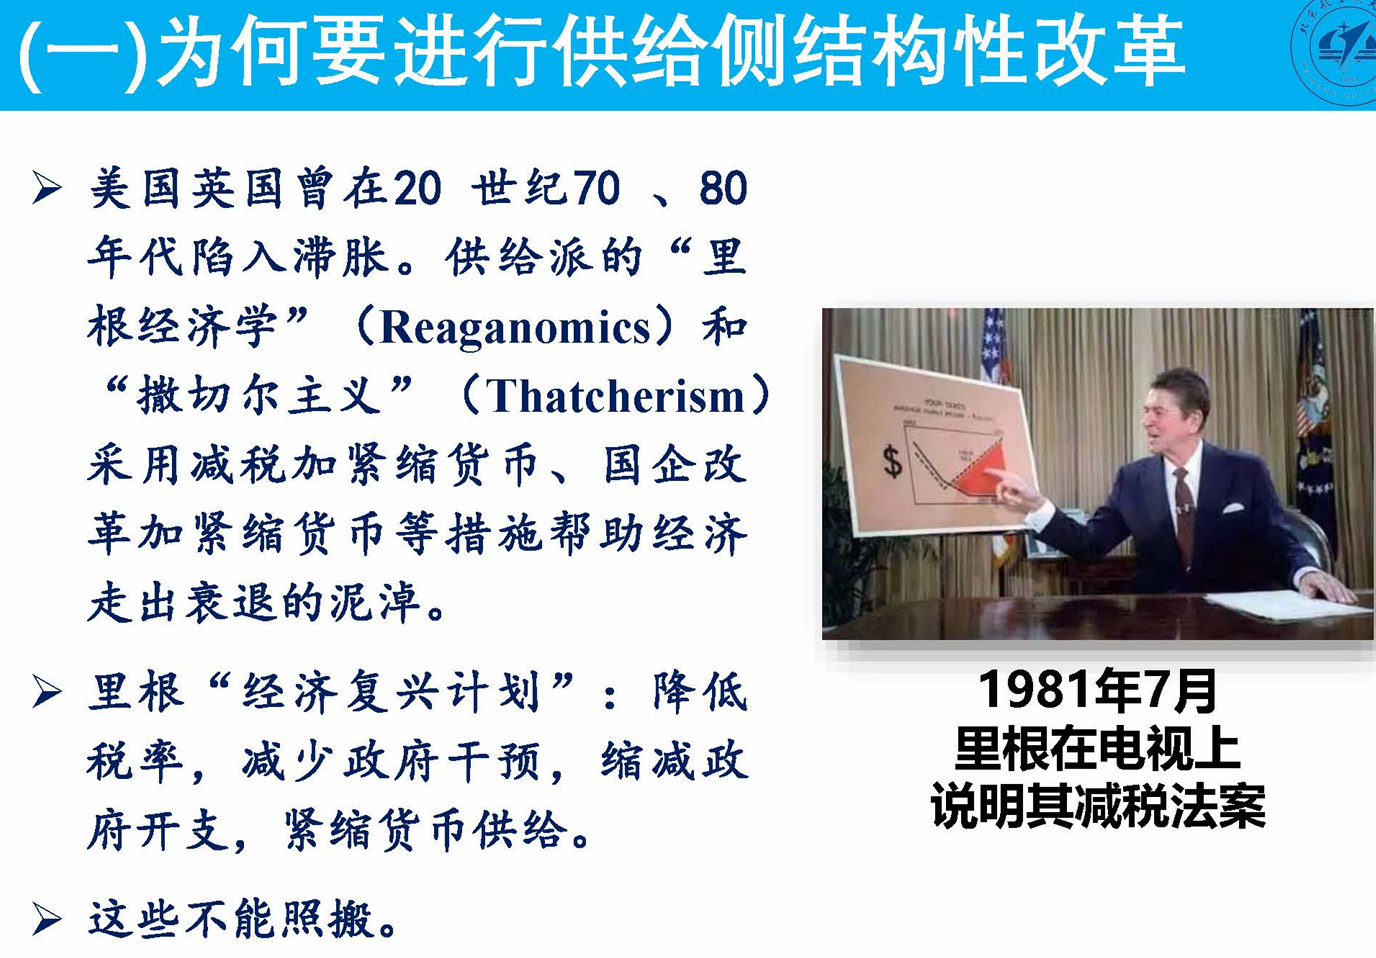 (一)为何要进行供给侧结构性改革
➢ 美国英国曾在20 世纪70 、80
年代陷入滞胀。供给派的“里
根经济学”（Reaganomics）和
“撒切尔主义”（Thatcherism）
采用减税加紧缩货币、国企改
革加紧缩货币等措施帮助经济
走出衰退的泥淖。
➢ 里根“经济复兴计划”：降低
税率，减少政府干预，缩减政
府开支，紧缩货币供给。
➢ 这些不能照搬。
YOUR TAXES
AVERAGE FAMILY INCOME
$
1981年7月
里根在电视上
说明其减税法案